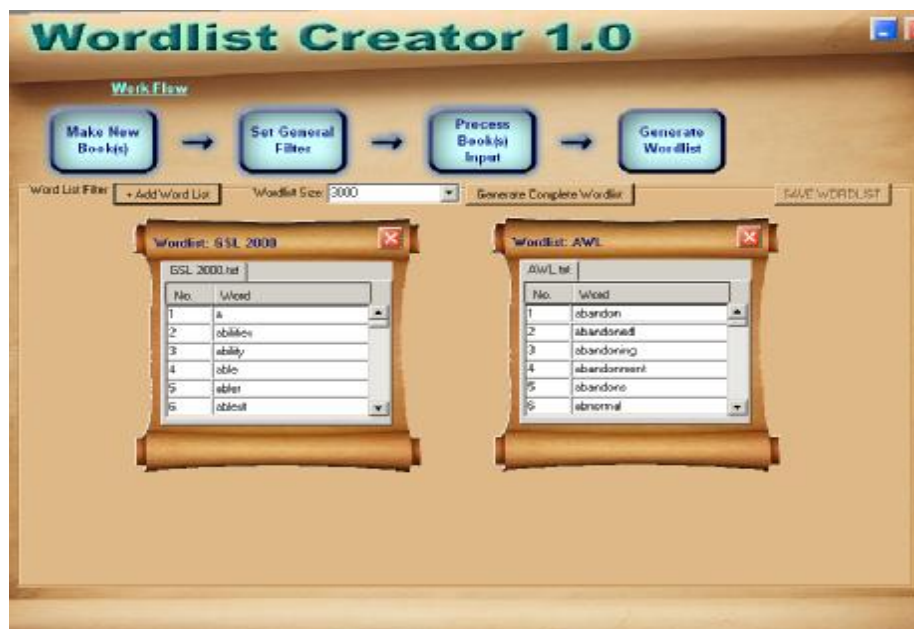 Wordlist Creator 1.0
Work Flow
Make New Book(s) → Set General Filter → Process Book(s) Input → Generate Wordlist
Word List Filter + Add Word List Wordlist Size: 3000 Generate Complete Wordlist SAVE WORDLIST
Wordlist: GSL 2000
GSL 2000.txt
No. Word
1 a
2 abilities
3 ability
4 able
5 abler
6 ablest
Wordlist: AWL
AWL.txt
No. Word
1 abandon
2 abandoned
3 abandoning
4 abandonment
5 abandons
6 abnormal